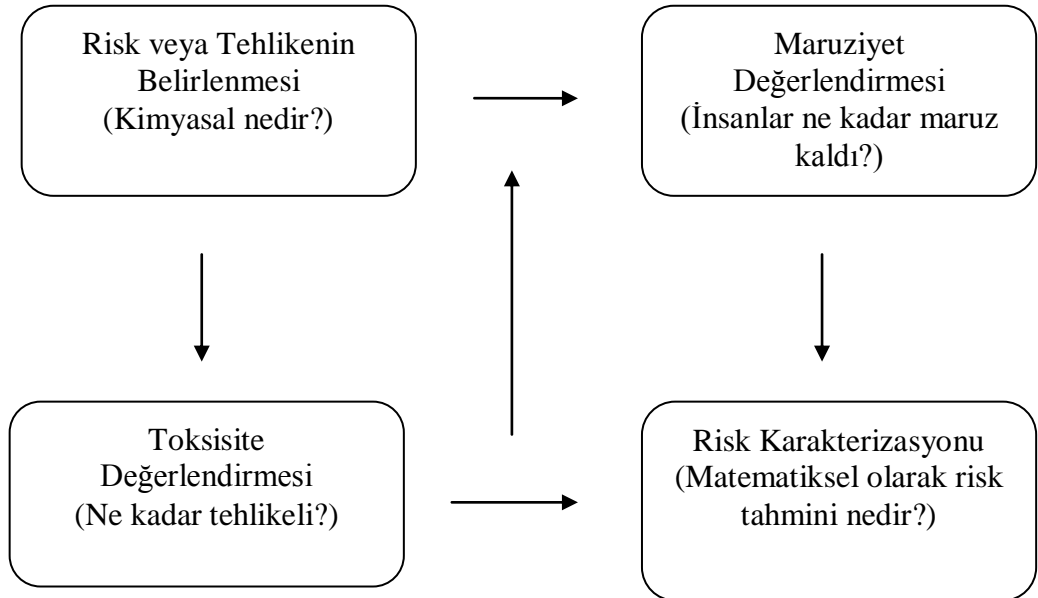 Risk veya Tehlikenin
Belirlenmesi
(Kimyasal nedir?)
Maruziyet
Değerlendirmesi
(İnsanlar ne kadar maruz
kaldı?)
Toksisite
Değerlendirmesi
(Ne kadar tehlikeli?)
Risk Karakterizasyonu
(Matematiksel olarak risk
tahmini nedir?)